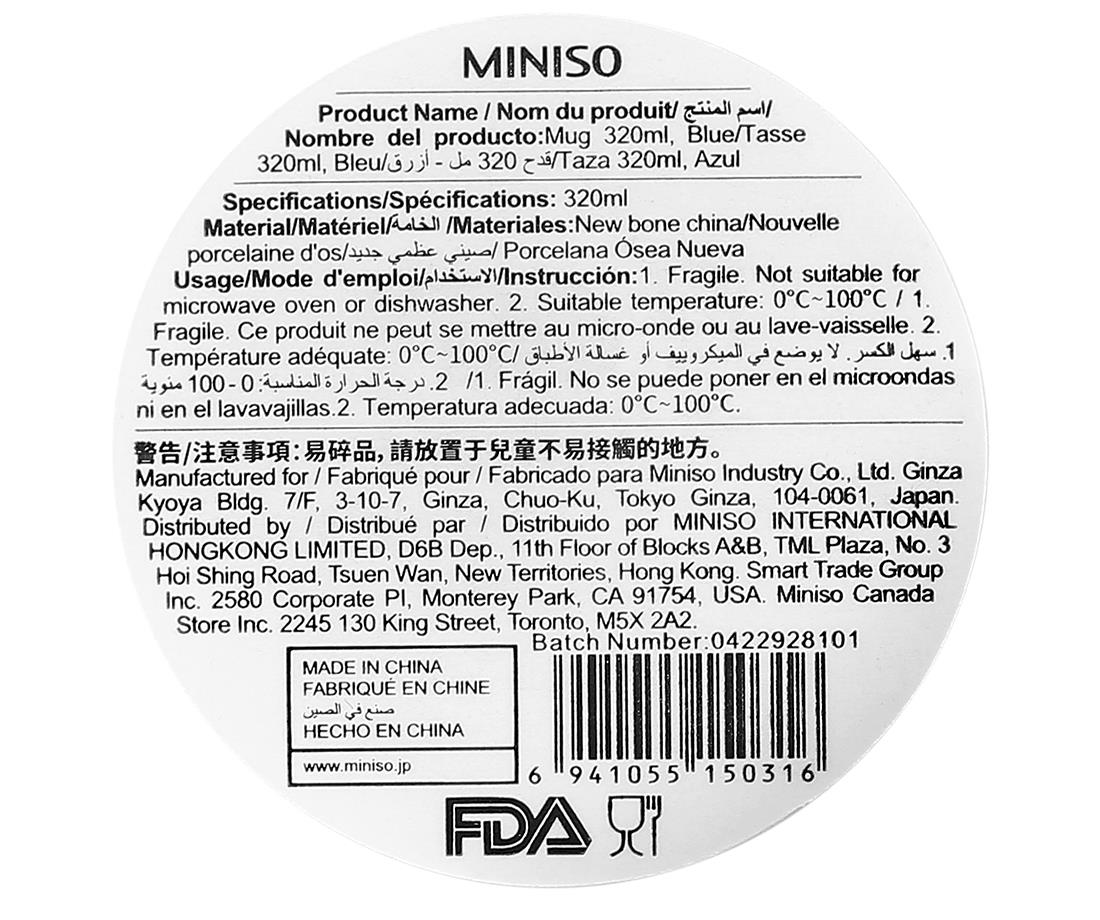 MINISO
Product Name / Nom du produit/ اسم المنتج/
Nombre del producto:Mug 320ml, Blue/Tasse
320ml, Bleu/قدح 320 مل - أزرق/Taza 320ml, Azul
Specifications/Spécifications: 320ml
Material/Matériel/الخامة /Materiales:New bone china/Nouvelle
porcelaine d'os/صيني عظمي جديد/ Porcelana Ósea Nueva
Usage/Mode d'emploi/الاستخدام/Instrucción:1. Fragile. Not suitable for
microwave oven or dishwasher. 2. Suitable temperature: 0°C~100°C / 1.
Fragile. Ce produit ne peut se mettre au micro-onde ou au lave-vaisselle. 2.
Température adéquate: 0°C~100°C/ 1. سهل الكسر. لا يوضع في الميكروييف أو غسالة الأطباق
2. درجة الحرارة المناسبة: 0 - 100 مئوية /1. Frágil. No se puede poner en el microondas
ni en el lavavajillas.2. Temperatura adecuada: 0°C~100°C.
警告/注意事項：易碎品，請放置于兒童不易接觸的地方。
Manufactured for / Fabriqué pour / Fabricado para Miniso Industry Co., Ltd. Ginza
Kyoya Bldg. 7/F, 3-10-7, Ginza, Chuo-Ku, Tokyo Ginza, 104-0061, Japan.
Distributed by / Distribué par / Distribuido por MINISO INTERNATIONAL
HONGKONG LIMITED, D6B Dep., 11th Floor of Blocks A&B, TML Plaza, No. 3
Hoi Shing Road, Tsuen Wan, New Territories, Hong Kong. Smart Trade Group
Inc. 2580 Corporate Pl, Monterey Park, CA 91754, USA. Miniso Canada
Store Inc. 2245 130 King Street, Toronto, M5X 2A2.
Batch Number:0422928101
MADE IN CHINA
FABRIQUÉ EN CHINE
صنع في الصين
HECHO EN CHINA
www.miniso.jp
6 941055 150316
FDA